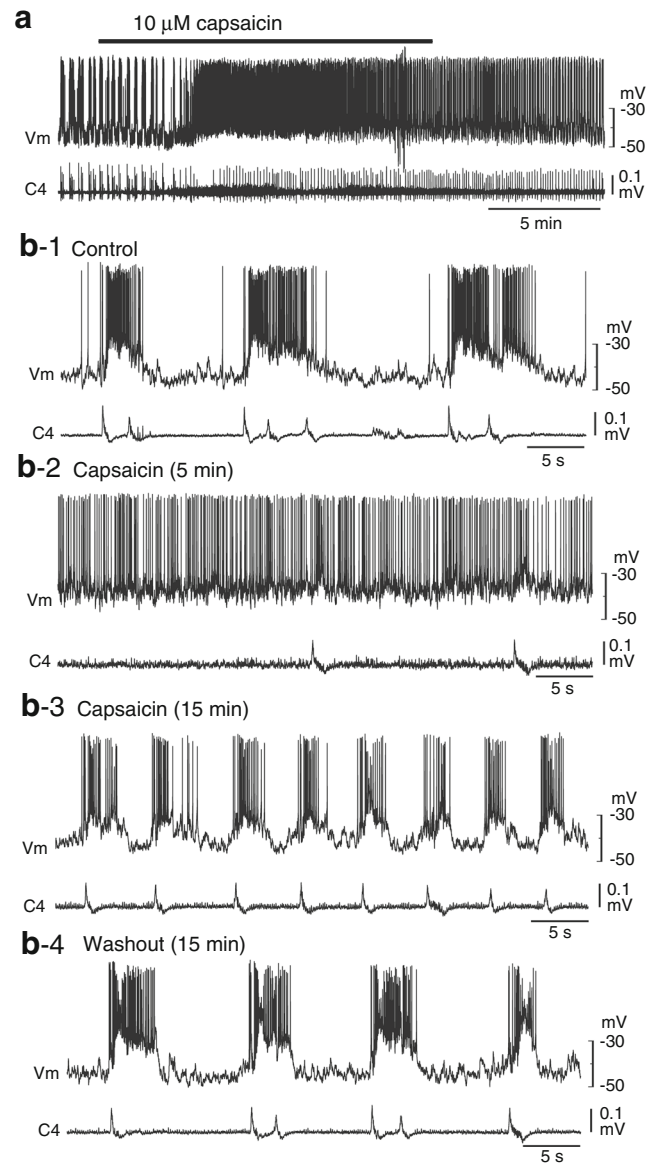 a
10 µM capsaicin
mV
-30
Vm
-50
C4
0.1
mV
5 min
b-1 Control
mV
-30
Vm
-50
C4
0.1
mV
5 s
b-2 Capsaicin (5 min)
mV
-30
Vm
-50
C4
0.1
mV
5 s
b-3 Capsaicin (15 min)
mV
-30
Vm
-50
C4
0.1
mV
5 s
b-4 Washout (15 min)
mV
-30
Vm
-50
C4
0.1
mV
5 s